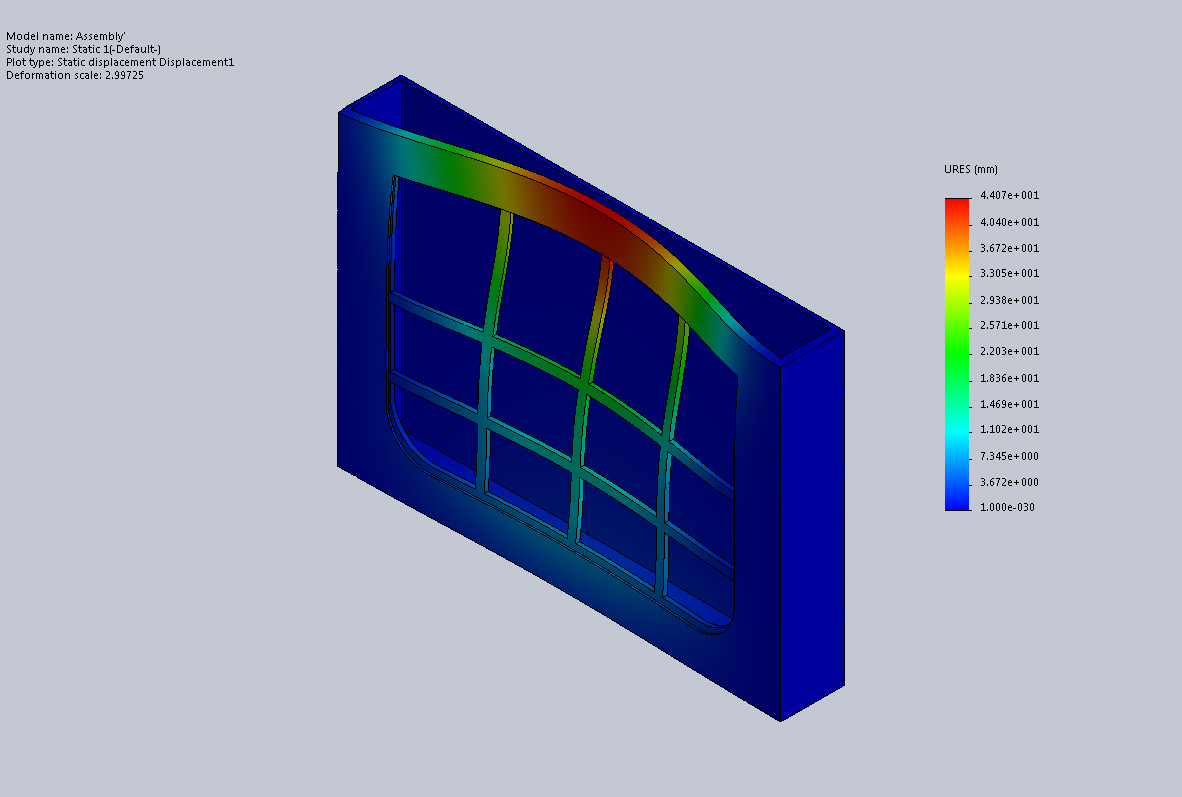 Model name: Assembly'
Study name: Static 1(-Default-)
Plot type: Static displacement Displacement1
Deformation scale: 2.99725
URES (mm)
4.407e+001
4.040e+001
3.672e+001
3.305e+001
2.938e+001
2.571e+001
2.203e+001
1.836e+001
1.469e+001
1.102e+001
7.345e+000
3.672e+000
1.000e-030